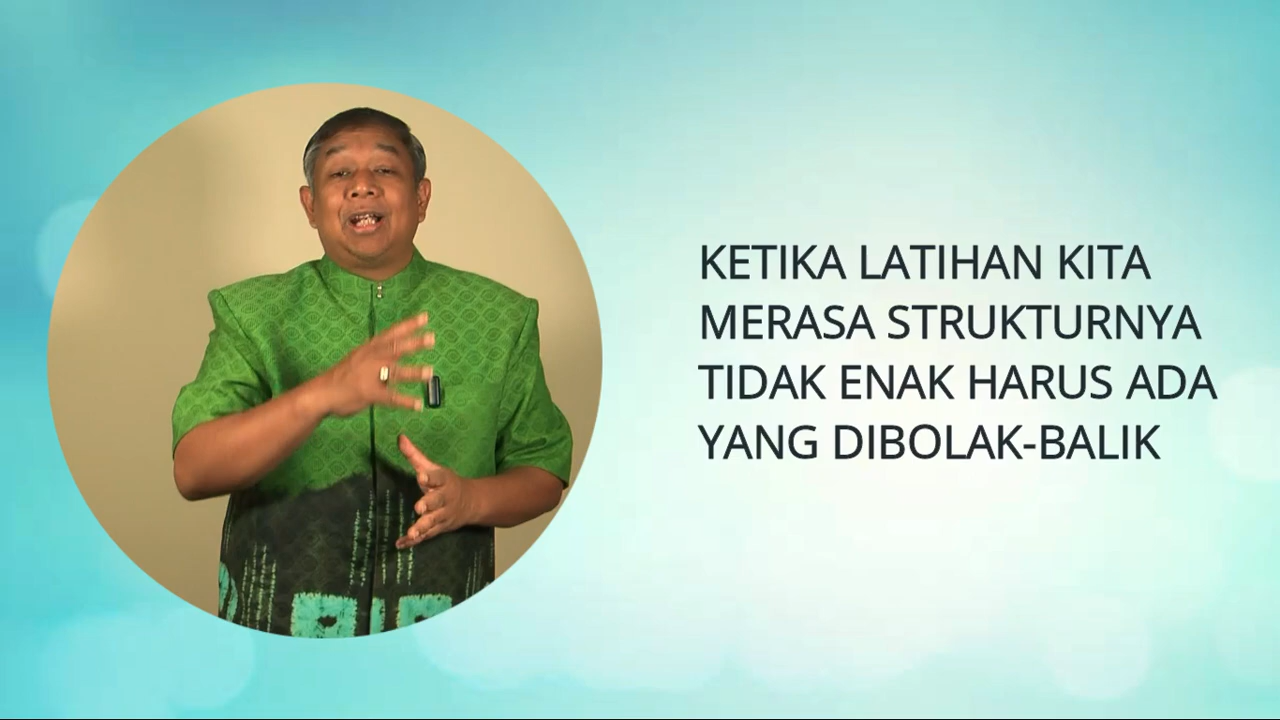 KETIKA LATIHAN KITA
MERASA STRUKTURNYA
TIDAK ENAK HARUS ADA
YANG DIBOLAK-BALIK